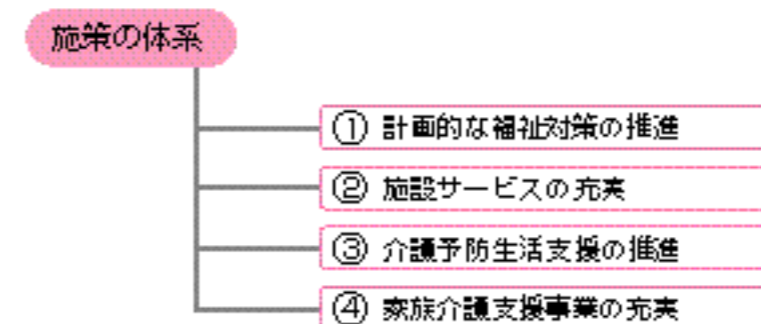 施策の体系
① 計画的な福祉対策の推進
② 施設サービスの充実
③ 介護予防生活支援の推進
④ 家族介護支援事業の充実